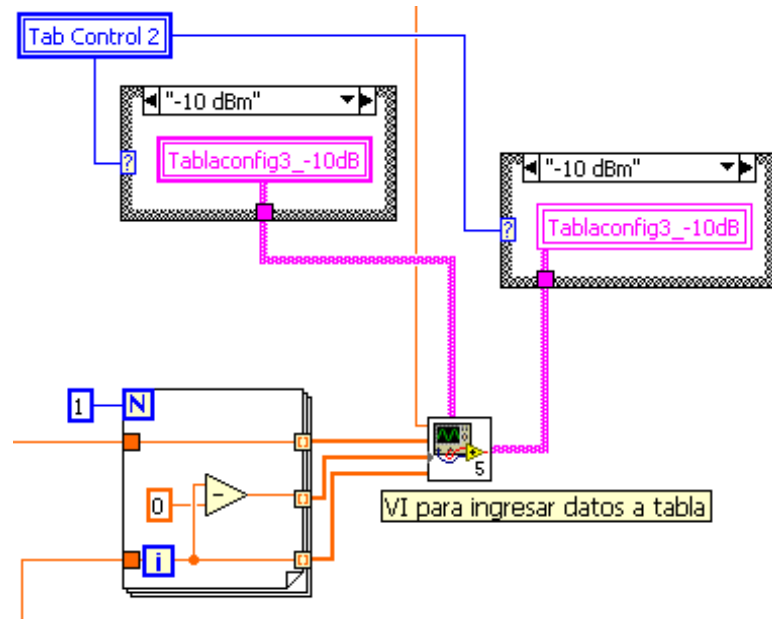 Tab Control 2
"-10 dBm"
Tablaconfig3_-10dB
"-10 dBm"
Tablaconfig3_-10dB
?
?
1
N
0
-
i
5
VI para ingresar datos a tabla